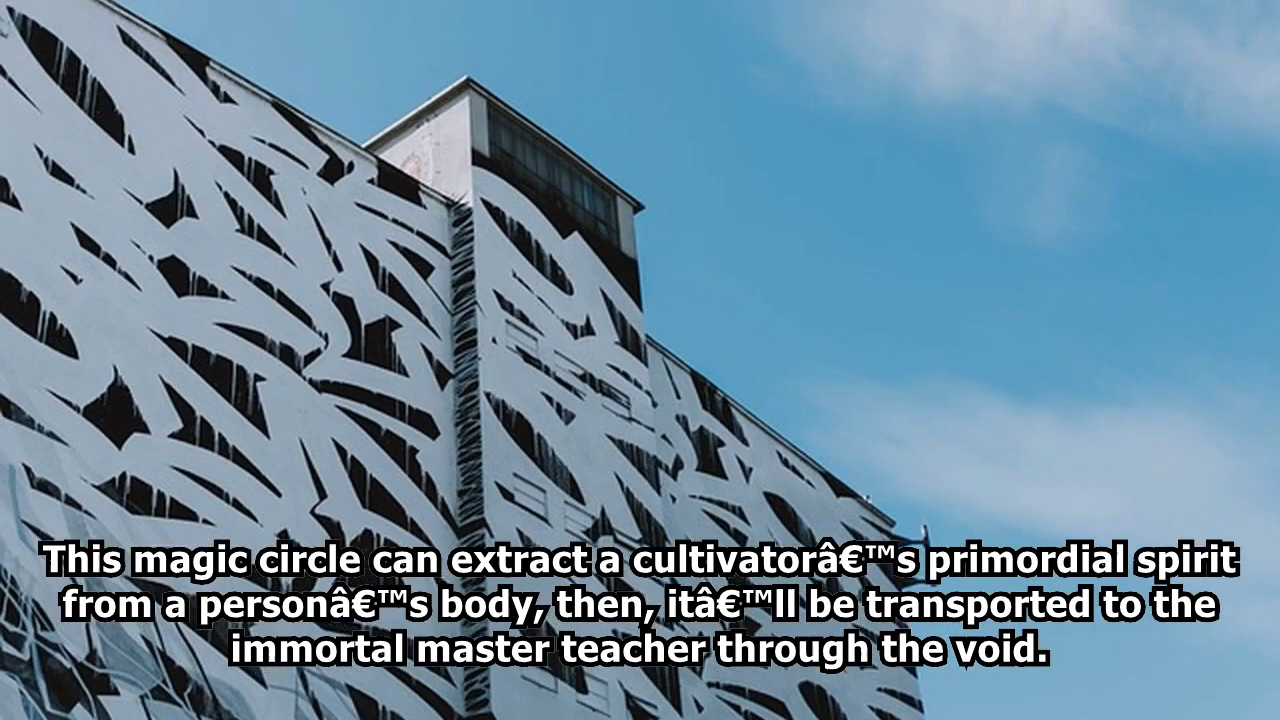 This magic circle can extract a cultivatorâ€™s primordial spirit
from a personâ€™s body, then, itâ€™ll be transported to the
immortal master teacher through the void.